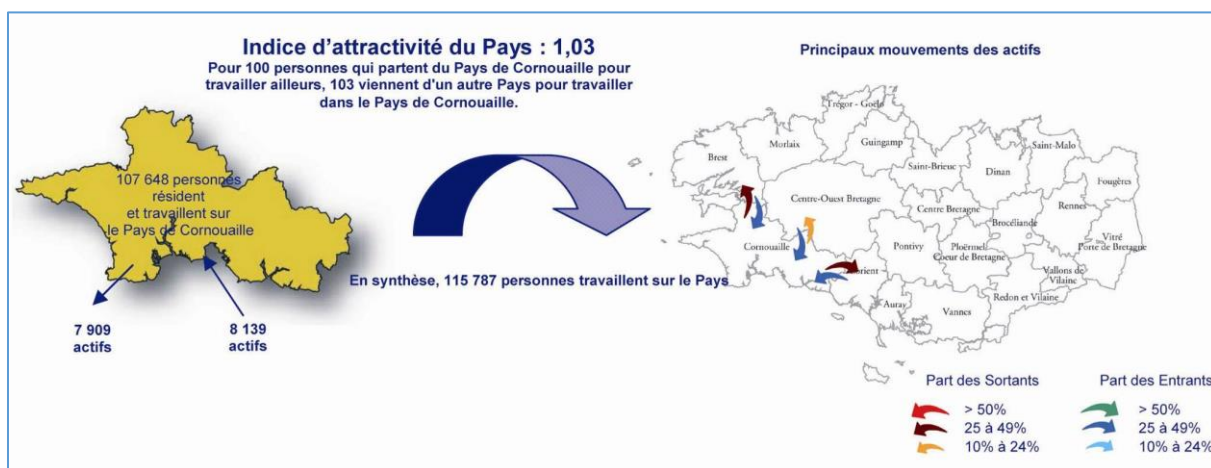 Indice d'attractivité du Pays : 1,03
Pour 100 personnes qui partent du Pays de Cornouaille pour
travailler ailleurs, 103 viennent d'un autre Pays pour travailler
dans le Pays de Cornouaille.
107 648 personnes
résident
et travaillent sur
le Pays de Cornouaille
7 909
actifs
8 139
actifs
En synthèse, 115 787 personnes travaillent sur le Pays
Principaux mouvements des actifs
Trégor - Goëlo
Brest
Morlaix
Guingamp
Saint-Brieuc
Dinan
Saint-Malo
Fougères
Centre-Ouest Bretagne
Centre Bretagne
Rennes
Brocéliande
Vitré
Porte de Bretagne
Cornouaille
Pontivy
Ploërmel
Coeur de Bretagne
Vallons de
Vilaine
Redon et Vilaine
Auray
Vannes
Part des Sortants
> 50%
25 à 49%
10% à 24%
Part des Entrants
> 50%
25 à 49%
10% à 24%